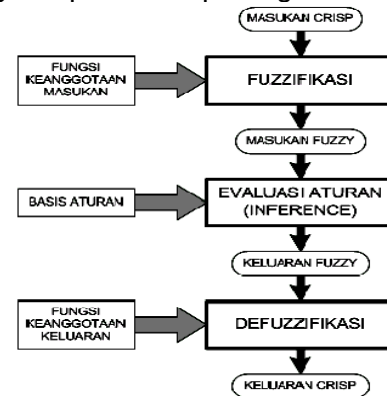 MASUKAN CRISP
FUNGSI
KEANGGOTAAN
MASUKAN
FUZZIFIKASI
MASUKAN FUZZY
BASIS ATURAN
EVALUASI ATURAN
(INFERENCE)
KELUARAN FUZZY
FUNGSI
KEANGGOTAAN
KELUARAN
DEFUZZIFIKASI
KELUARAN CRISP